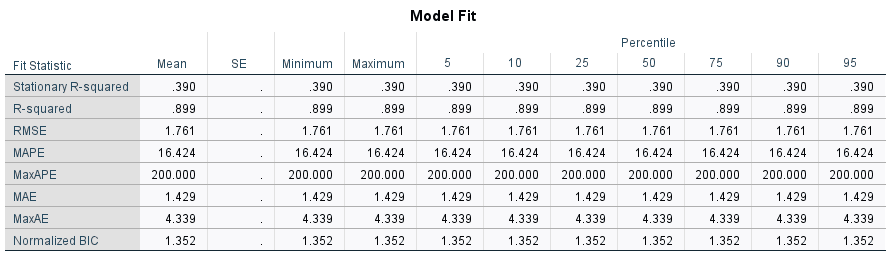 Model Fit
Percentile
Fit Statistic Mean SE Minimum Maximum 5 10 25 50 75 90 95
Stationary R-squared .390 . .390 .390 .390 .390 .390 .390 .390 .390 .390
R-squared .899 . .899 .899 .899 .899 .899 .899 .899 .899 .899
RMSE 1.761 . 1.761 1.761 1.761 1.761 1.761 1.761 1.761 1.761 1.761
MAPE 16.424 . 16.424 16.424 16.424 16.424 16.424 16.424 16.424 16.424 16.424
MaxAPE 200.000 . 200.000 200.000 200.000 200.000 200.000 200.000 200.000 200.000 200.000
MAE 1.429 . 1.429 1.429 1.429 1.429 1.429 1.429 1.429 1.429 1.429
MaxAE 4.339 . 4.339 4.339 4.339 4.339 4.339 4.339 4.339 4.339 4.339
Normalized BIC 1.352 . 1.352 1.352 1.352 1.352 1.352 1.352 1.352 1.352 1.352